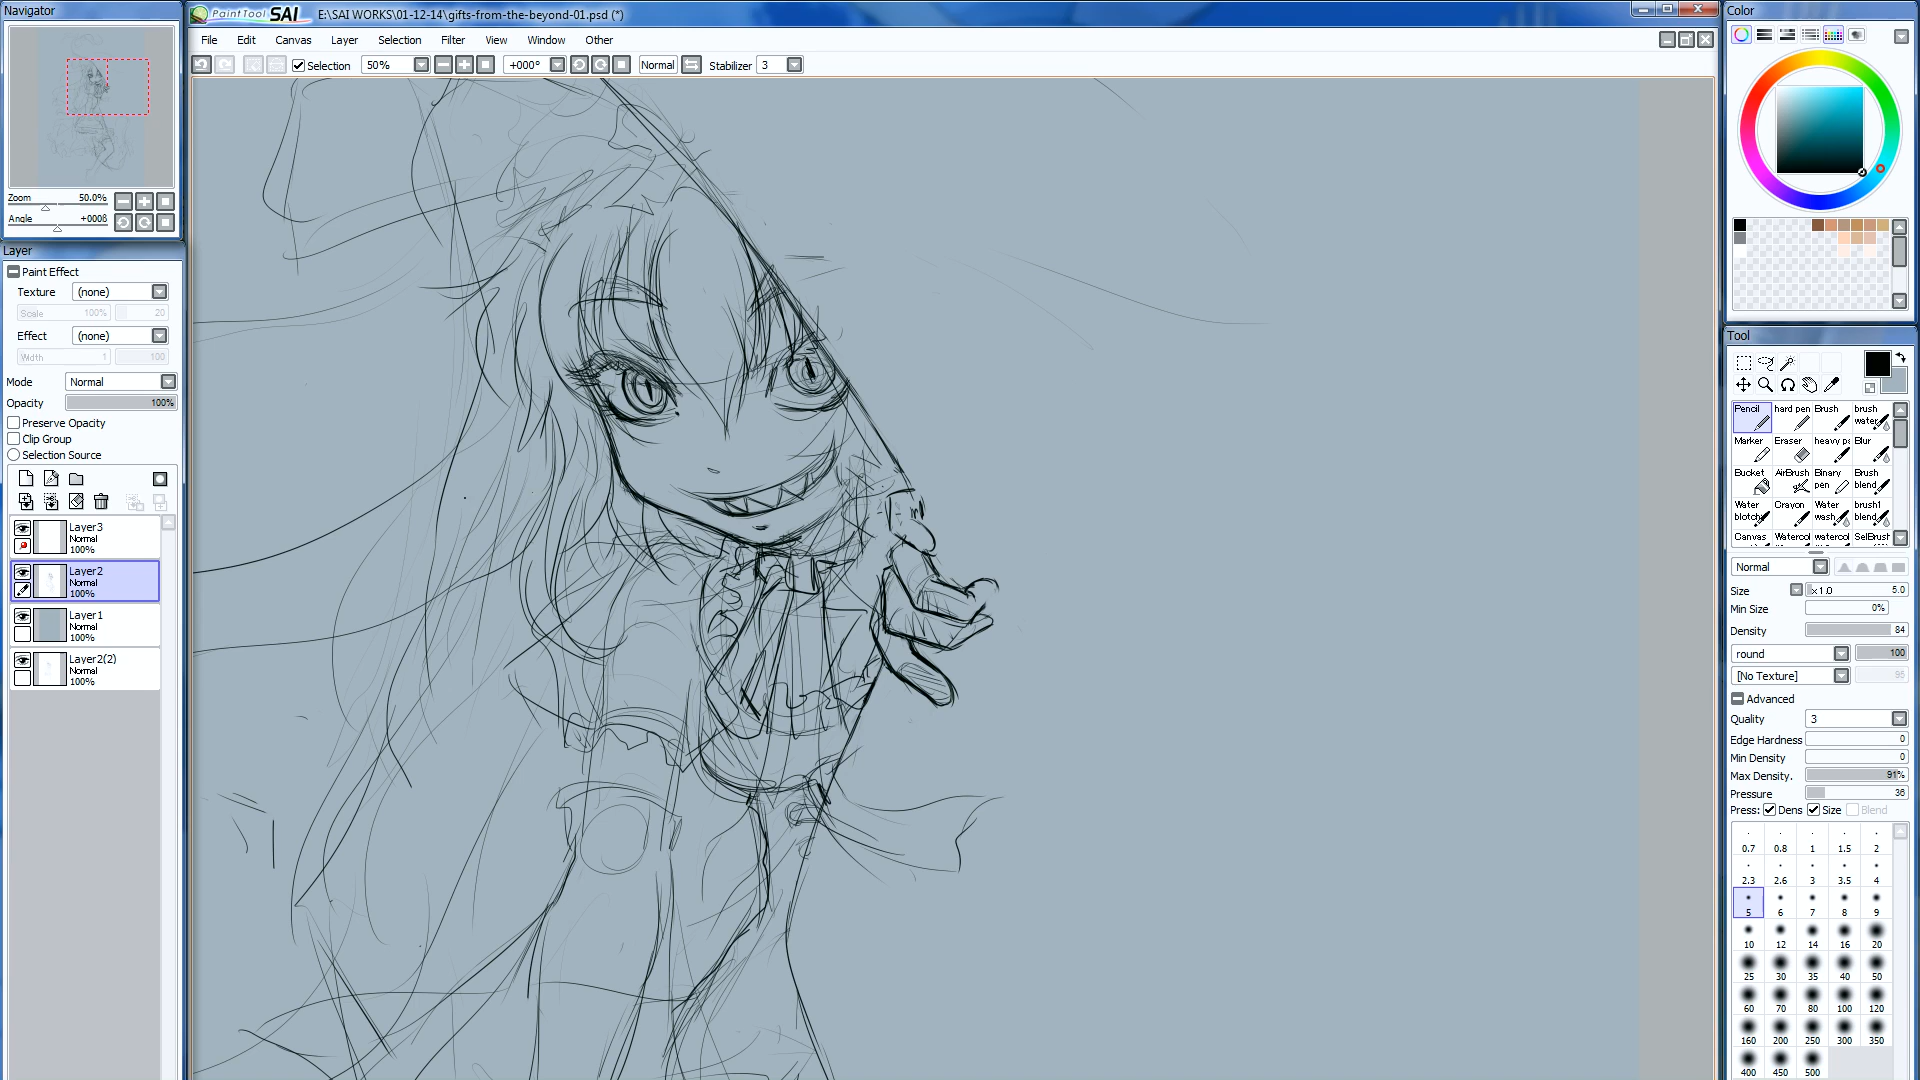 Navigator
PaintTool SAI E:\SAI WORKS\01-12-14\gifts-from-the-beyond-01.psd (*)
Color
File Edit Canvas Layer Selection Filter View Window Other
Selection 50% +000° Normal Stabilizer 3
Zoom 50.0%
Angle +000ß
Layer
Paint Effect
Texture (none)
Scale 100% 20
Effect (none)
Width 1 100
Mode Normal
Opacity 100%
Preserve Opacity
Clip Group
Selection Source
Layer3
Normal
100%
Layer2
Normal
100%
Layer1
Normal
100%
Layer2(2)
Normal
100%
Tool
Pencil hard pen Brush brush water
Marker Eraser heavy p Blur
Bucket AirBrush Binary pen Brush blend
Water blotch Crayon Water wash brush1 blend
Canvas Watercol watercol SelBrush
Normal
Size x1.0 5.0
Min Size 0%
Density 84
round 100
[No Texture] 95
Advanced
Quality 3
Edge Hardness 0
Min Density 0
Max Density. 91%
Pressure 36
Press: Dens Size Blend
0.7 0.8 1 1.5 2
2.3 2.6 3 3.5 4
5 6 7 8 9
10 12 14 16 20
25 30 35 40 50
60 70 80 100 120
160 200 250 300 350
400 450 500